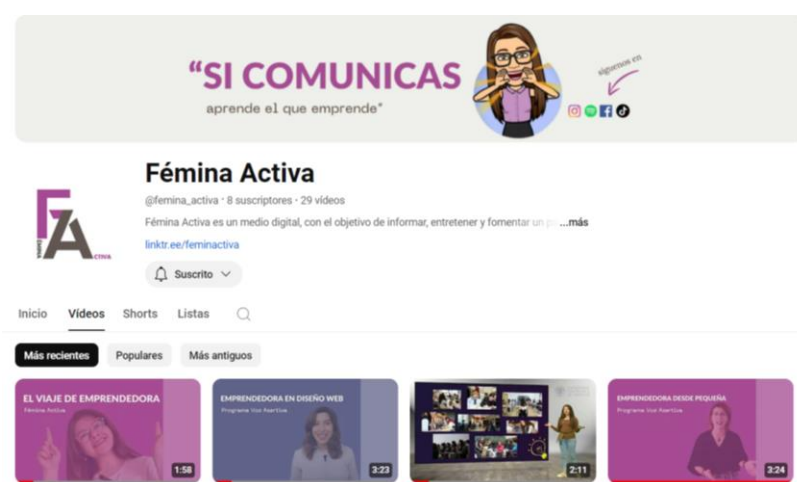 “SI COMUNICAS
aprende el que emprende"
síguenos en
Fémina Activa
@femina_activa · 8 suscriptores · 29 vídeos
Fémina Activa es un medio digital, con el objetivo de informar, entretener y fomentar un ...más
linktr.ee/feminactiva
FA
ACTIVA
Suscrito
Inicio Vídeos Shorts Listas
Más recientes Populares Más antiguos
EL VIAJE DE EMPRENDEDORA
Fémina Activa
1:58
EMPRENDEDORA EN DISEÑO WEB
Programa Voz Asertiva
3:23
2:11
EMPRENDEDORA DESDE PEQUEÑA
Programa Voz Asertiva
3:24